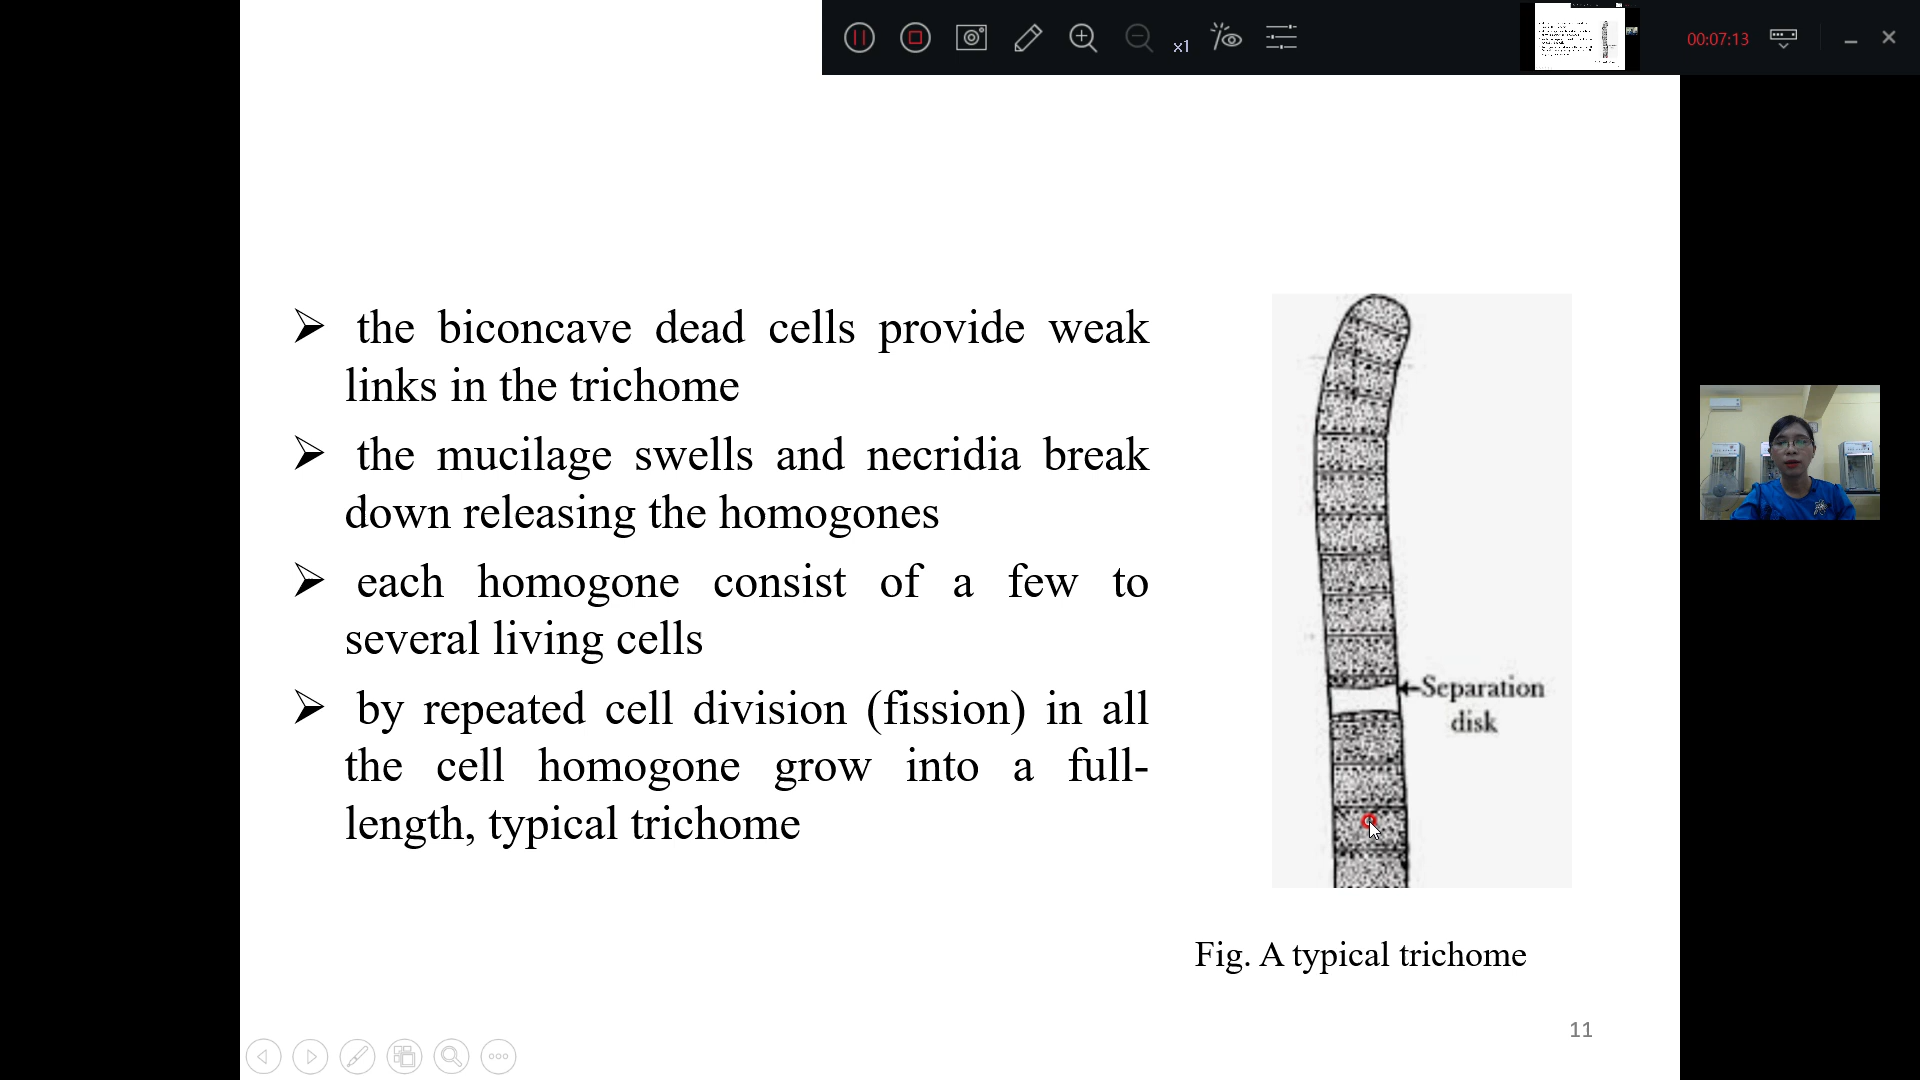 x1
00:07:13
➢ the biconcave dead cells provide weak
links in the trichome
➢ the mucilage swells and necridia break
down releasing the homogones
➢ each homogone consist of a few to
several living cells
➢ by repeated cell division (fission) in all
the cell homogone grow into a full-
length, typical trichome
Separation
disk
Fig. A typical trichome
11